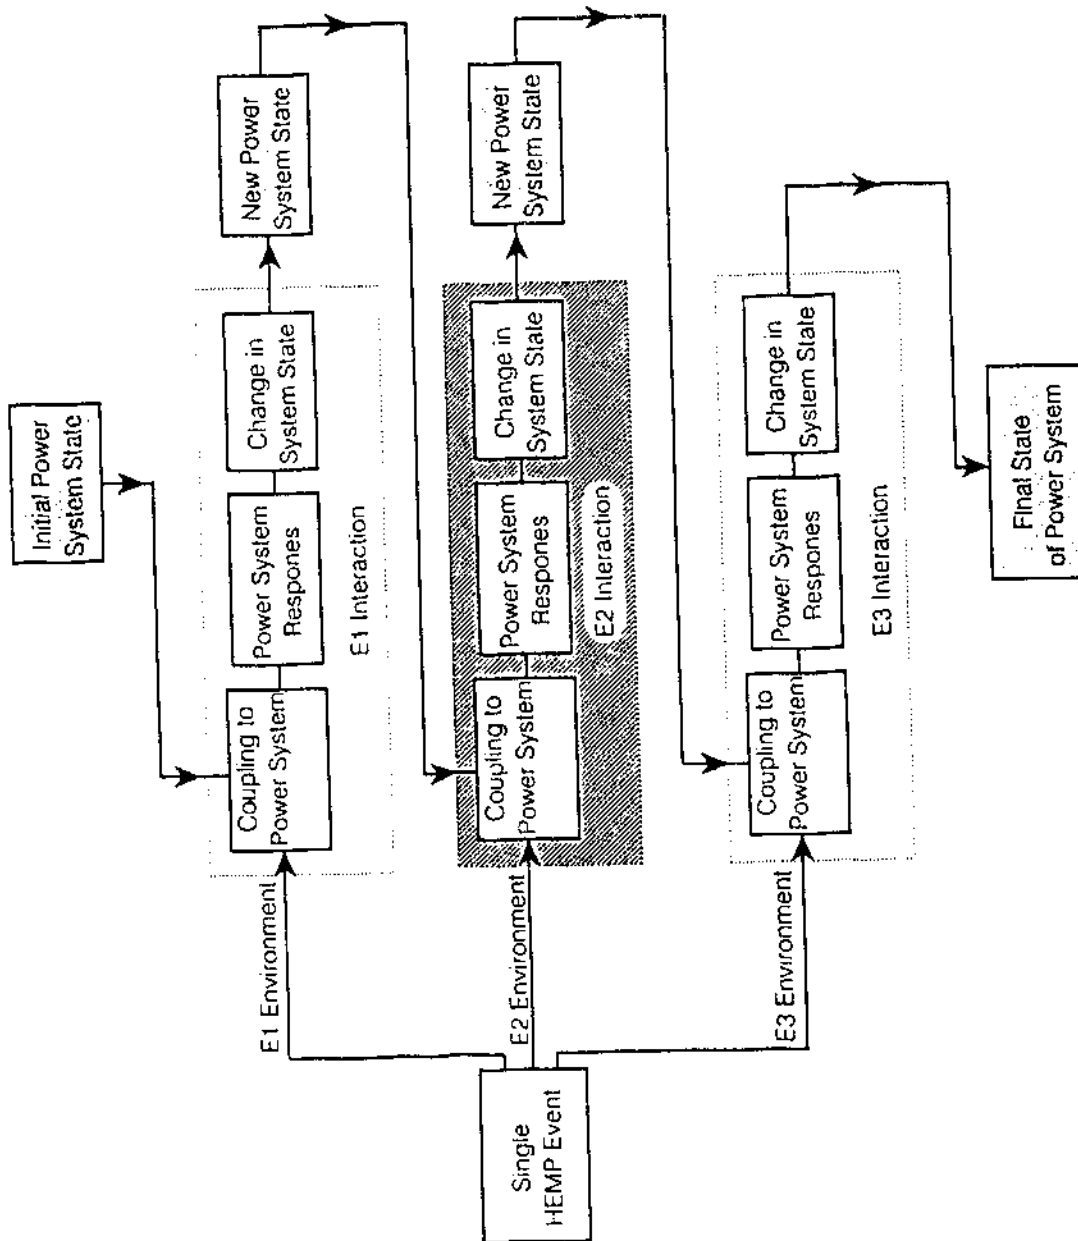 Initial Power
System State
Coupling to
Power System
Power System
Respones
Change in
System State
New Power
System State
E1 Interaction
E1 Environment
Single
HEMP Event
E2 Environment
Coupling to
Power System
Power System
Respones
Change in
System State
New Power
System State
E2 Interaction
E3 Environment
Coupling to
Power System
Power System
Respones
Change in
System State
E3 Interaction
Final State
of Power System